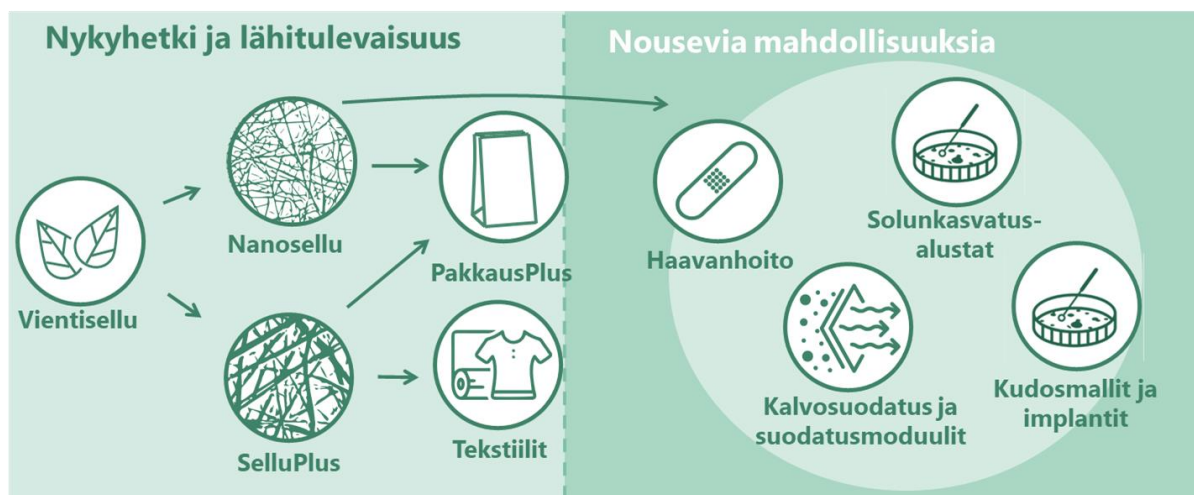 Nykyhetki ja lähitulevaisuus
Nousevia mahdollisuuksia
Vientisellu
Nanosellu
SelluPlus
PakkausPlus
Tekstiilit
Haavanhoito
Solunkasvatus-
alustat
Kalvosuodatus ja
suodatusmoduulit
Kudosmallit ja
implantit